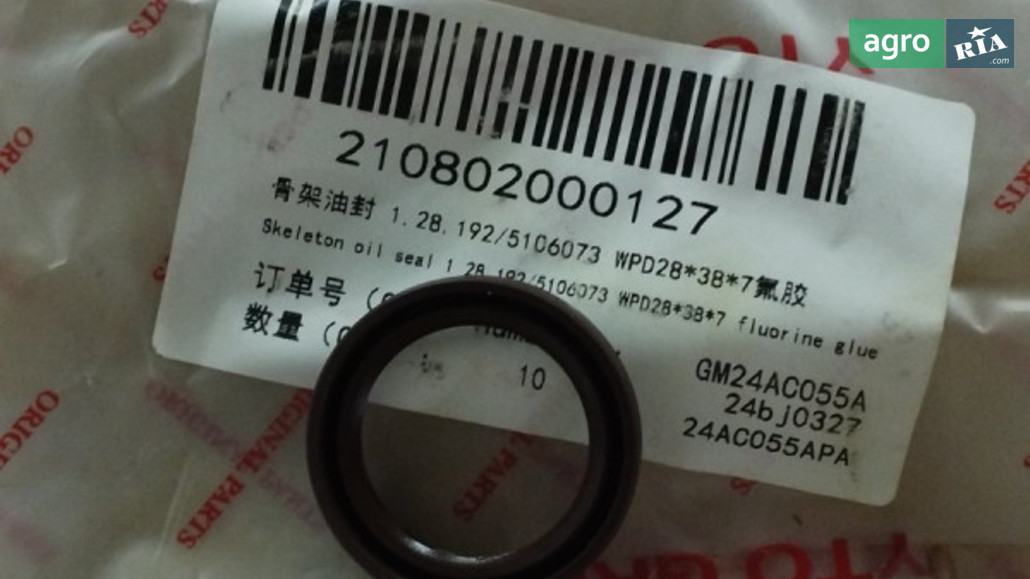 agro RIA .com
210802000127
骨架油封 1.28.192/5106073 WPD28*38*7氟胶
Skeleton oil seal 1.28.192/5106073 WPD28*38*7 fluorine glue
订单号
数量
10
GM24AC055A
24bj0327
24AC055APA
ORIGINAL PARTS
YTO